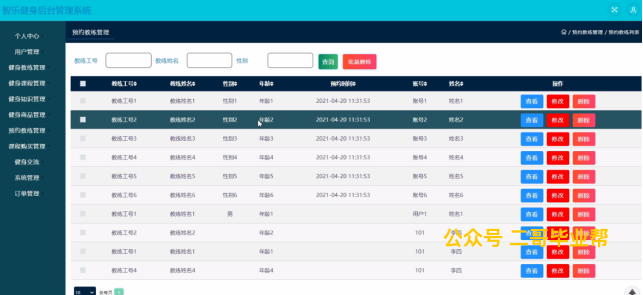 智乐健身后台管理系统
个人中心
用户管理
健身教练管理
健身课程管理
健身知识管理
健身商品管理
预约教练管理
课程购买管理
健身交流
系统管理
订单管理
预约教练管理
/ 预约教练管理 / 预约教练列表
教练工号 教练姓名 性别 查询 批量删除
教练工号 教练姓名 性别 年龄 预约时间 账号 姓名 操作
教练工号1 教练姓名1 性别1 年龄1 2021-04-20 11:31:53 账号1 姓名1 查看 修改 删除
教练工号2 教练姓名2 性别2 年龄2 2021-04-20 11:31:53 账号2 姓名2 查看 修改 删除
教练工号3 教练姓名3 性别3 年龄3 2021-04-20 11:31:53 账号3 姓名3 查看 修改 删除
教练工号4 教练姓名4 性别4 年龄4 2021-04-20 11:31:53 账号4 姓名4 查看 修改 删除
教练工号5 教练姓名5 性别5 年龄5 2021-04-20 11:31:53 账号5 姓名5 查看 修改 删除
教练工号6 教练姓名6 性别6 年龄6 2021-04-20 11:31:53 账号6 姓名6 查看 修改 删除
教练工号1 教练姓名1 男 年龄1 用户1 姓名1 查看 修改 删除
教练工号2 教练姓名2 年龄2 101 李四
公众号 二哥毕业帮
教练工号1 教练姓名1 年龄1 101 李四 查看 修改 删除
教练工号4 教练姓名4 年龄4 101 李四 查看 修改 删除
10 1